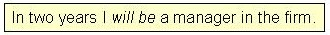 In two years I will be a manager in the firm.